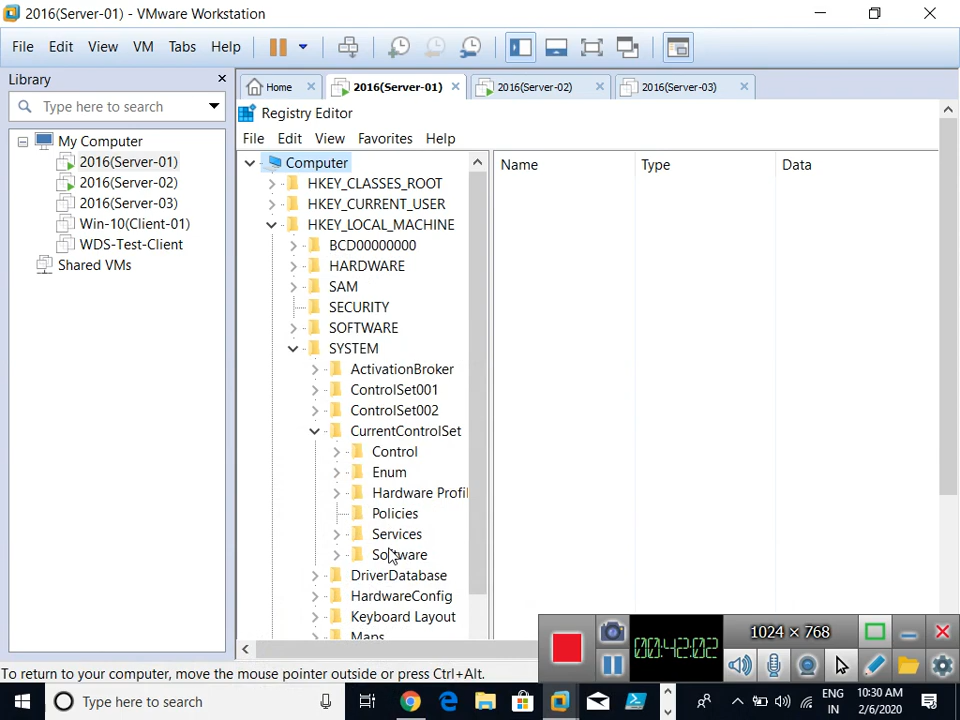 2016(Server-01) - VMware Workstation
File Edit View VM Tabs Help
Library
Type here to search
My Computer
2016(Server-01)
2016(Server-02)
2016(Server-03)
Win-10(Client-01)
WDS-Test-Client
Shared VMs
Home 2016(Server-01) 2016(Server-02) 2016(Server-03)
Registry Editor
File Edit View Favorites Help
Computer
HKEY_CLASSES_ROOT
HKEY_CURRENT_USER
HKEY_LOCAL_MACHINE
BCD00000000
HARDWARE
SAM
SECURITY
SOFTWARE
SYSTEM
ActivationBroker
ControlSet001
ControlSet002
CurrentControlSet
Control
Enum
Hardware Profil
Policies
Services
Software
DriverDatabase
HardwareConfig
Keyboard Layout
Maps
Name Type Data
00:42:02
1024 × 768
To return to your computer, move the mouse pointer outside or press Ctrl+Alt.
Type here to search
ENG
IN
10:30 AM
2/6/2020